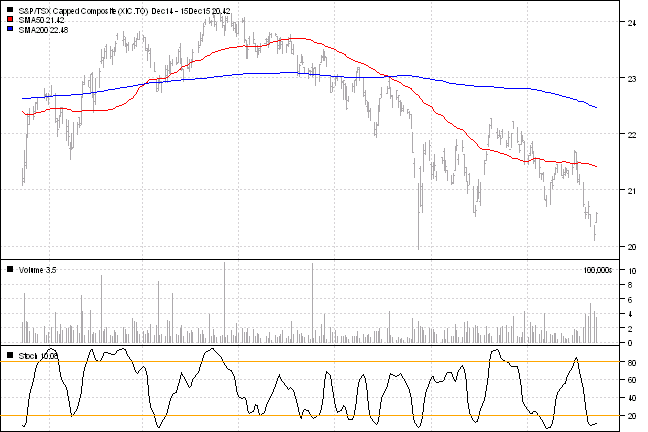 S&P/TSX Capped Composite (XIC.TO) Dec14 - 15Dec15 20.42
SMA50 21.42
SMA200 22.48
24
23
22
21
20
Volume 3.5
100,000s
10
8
6
4
2
0
Stoch 10.08
80
60
40
20